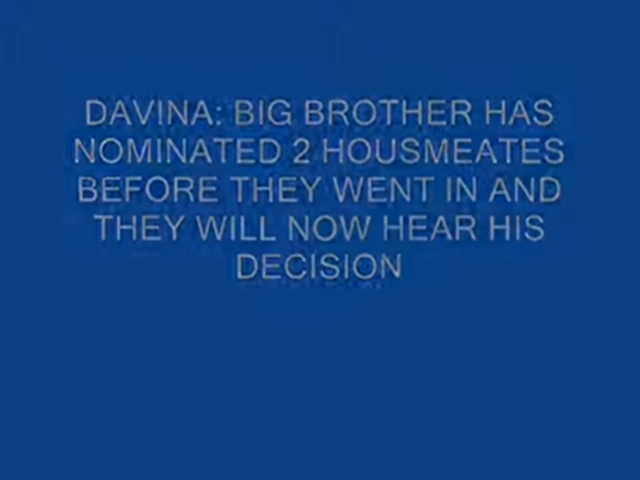 DAVINA: BIG BROTHER HAS
NOMINATED 2 HOUSMEATES
BEFORE THEY WENT IN AND
THEY WILL NOW HEAR HIS
DECISION